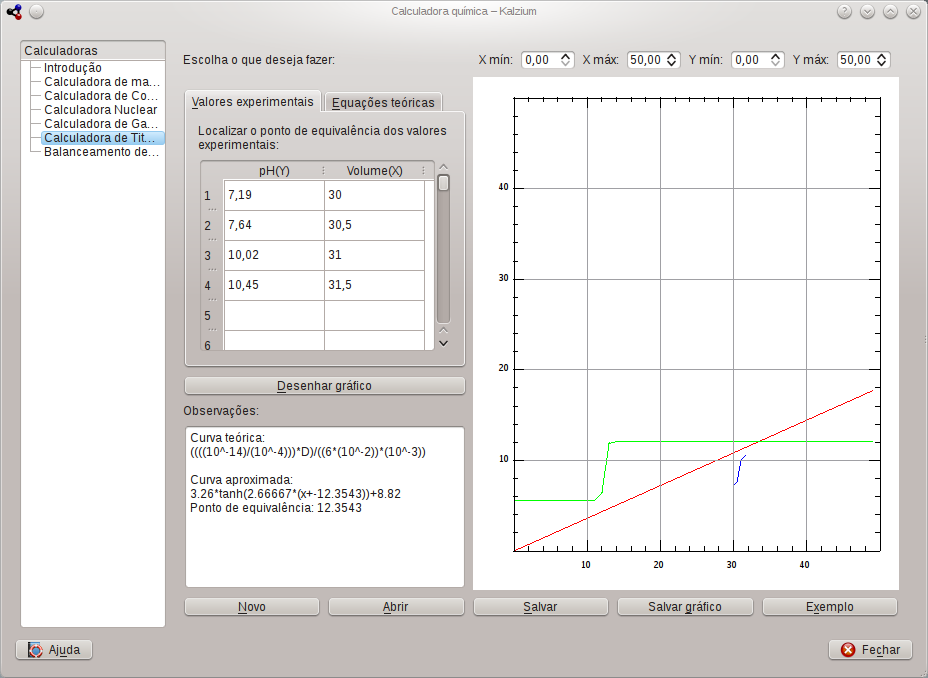 Calculadora química – Kalzium
Calculadoras
Introdução
Calculadora de ma...
Calculadora de Co...
Calculadora Nuclear
Calculadora de Ga...
Calculadora de Tit...
Balanceamento de...
Escolha o que deseja fazer:
X mín: 0,00 X máx: 50,00 Y mín: 0,00 Y máx: 50,00
Valores experimentais Equações teóricas
Localizar o ponto de equivalência dos valores
experimentais:
pH(Y) Volume(X)
1 7,19 30
2 7,64 30,5
3 10,02 31
4 10,45 31,5
5
6
Desenhar gráfico
Observações:
Curva teórica:
((((10^-14)/(10^-4)))*D)/((6*(10^-2))*(10^-3))
Curva aproximada:
3.26*tanh(2.66667*(x+-12.3543))+8.82
Ponto de equivalência: 12.3543
40
30
20
10
10 20 30 40
Novo Abrir Salvar Salvar gráfico Exemplo
Ajuda Fechar